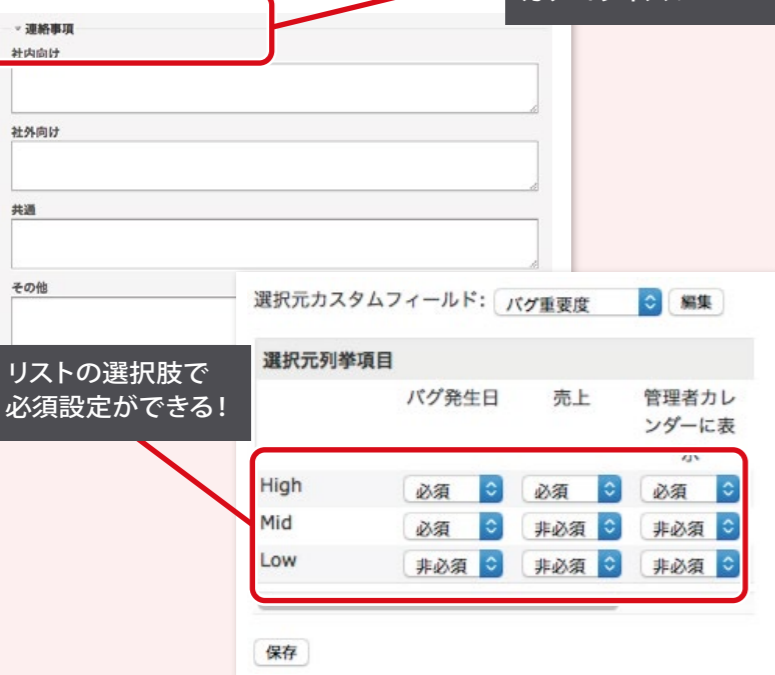 連絡事項
社内向け
社外向け
共通
その他
リストの選択肢で
必須設定ができる！
選択元カスタムフィールド： バグ重要度 編集
選択元列挙項目
バグ発生日 売上 管理者カレ
ンダーに表
High 必須 必須 必須
Mid 必須 非必須 非必須
Low 非必須 非必須 非必須
保存